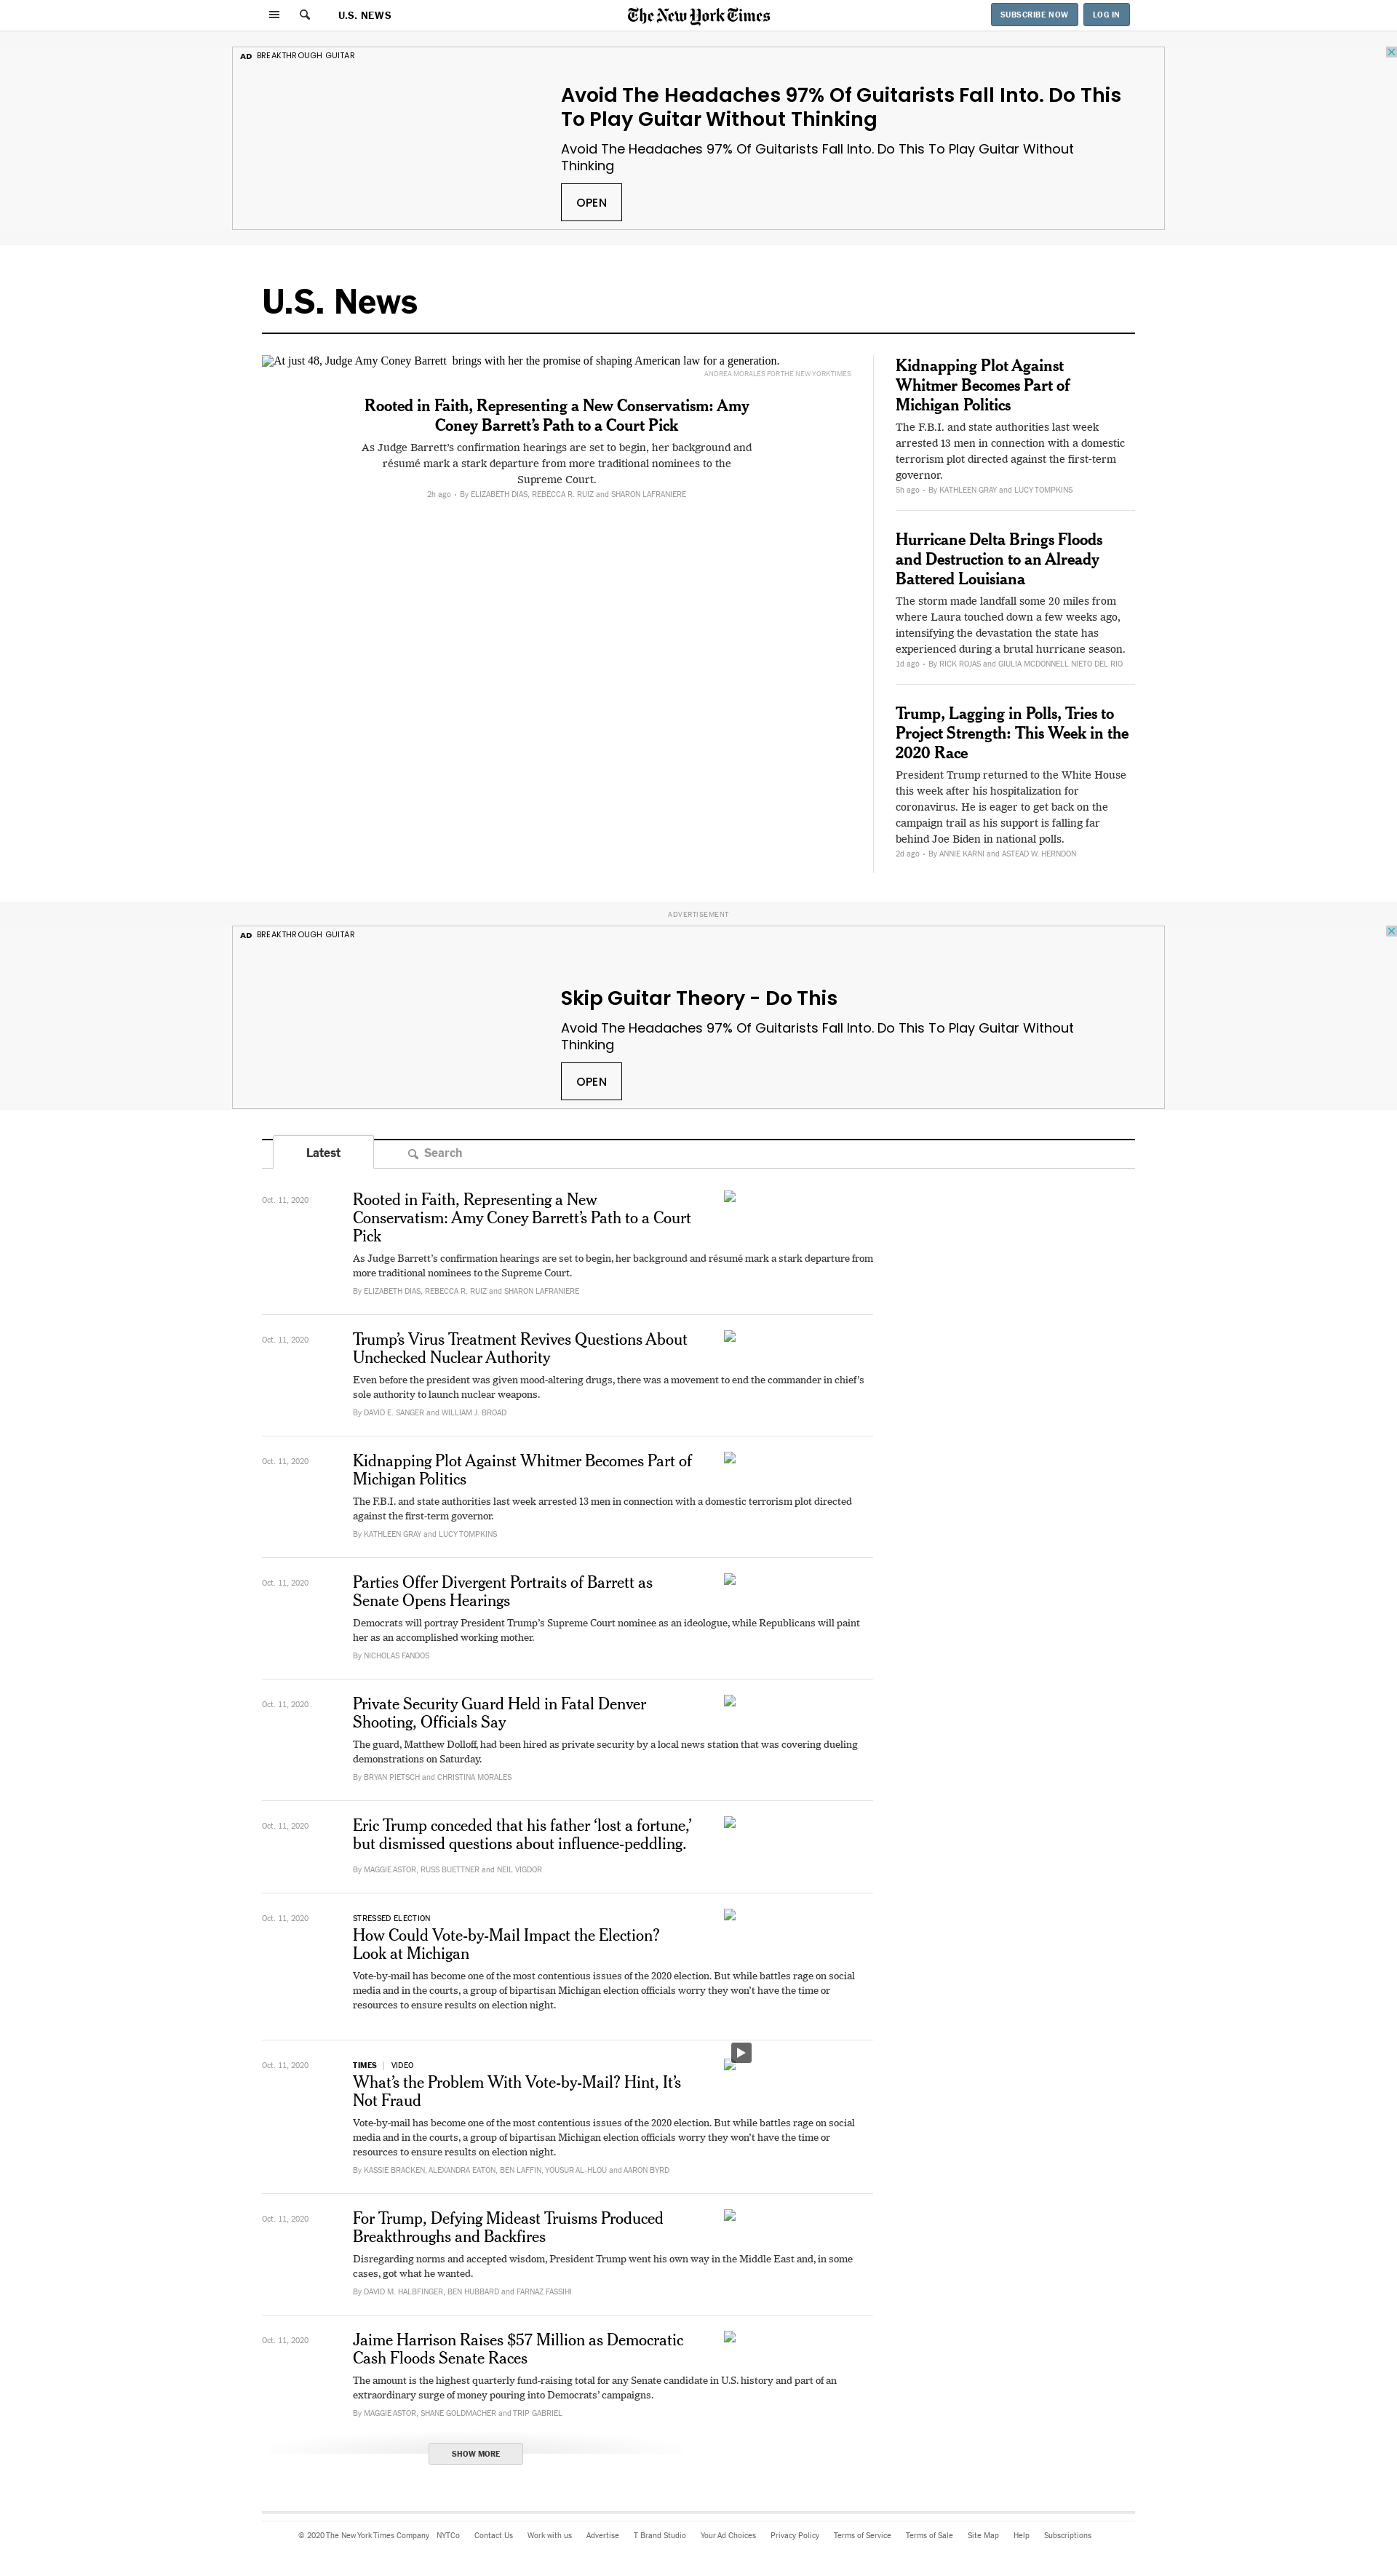 U.S. NEWS
The New York Times
SUBSCRIBE NOW
LOG IN
AD BREAKTHROUGH GUITAR
Avoid The Headaches 97% Of Guitarists Fall Into. Do This
To Play Guitar Without Thinking
Avoid The Headaches 97% Of Guitarists Fall Into. Do This To Play Guitar Without
Thinking
OPEN
U.S. News
At just 48, Judge Amy Coney Barrett  brings with her the promise of shaping American law for a generation.
ANDREA MORALES FOR THE NEW YORK TIMES
Rooted in Faith, Representing a New Conservatism: Amy
Coney Barrett’s Path to a Court Pick
As Judge Barrett’s confirmation hearings are set to begin, her background and
résumé mark a stark departure from more traditional nominees to the
Supreme Court.
2h ago • By ELIZABETH DIAS, REBECCA R. RUIZ and SHARON LAFRANIERE
Kidnapping Plot Against
Whitmer Becomes Part of
Michigan Politics
The F.B.I. and state authorities last week
arrested 13 men in connection with a domestic
terrorism plot directed against the first-term
governor.
5h ago • By KATHLEEN GRAY and LUCY TOMPKINS
Hurricane Delta Brings Floods
and Destruction to an Already
Battered Louisiana
The storm made landfall some 20 miles from
where Laura touched down a few weeks ago,
intensifying the devastation the state has
experienced during a brutal hurricane season.
1d ago • By RICK ROJAS and GIULIA MCDONNELL NIETO DEL RIO
Trump, Lagging in Polls, Tries to
Project Strength: This Week in the
2020 Race
President Trump returned to the White House
this week after his hospitalization for
coronavirus. He is eager to get back on the
campaign trail as his support is falling far
behind Joe Biden in national polls.
2d ago • By ANNIE KARNI and ASTEAD W. HERNDON
ADVERTISEMENT
AD BREAKTHROUGH GUITAR
Skip Guitar Theory - Do This
Avoid The Headaches 97% Of Guitarists Fall Into. Do This To Play Guitar Without
Thinking
OPEN
Latest
Search
Oct. 11, 2020
Rooted in Faith, Representing a New
Conservatism: Amy Coney Barrett’s Path to a Court
Pick
As Judge Barrett’s confirmation hearings are set to begin, her background and résumé mark a stark departure from
more traditional nominees to the Supreme Court.
By ELIZABETH DIAS, REBECCA R. RUIZ and SHARON LAFRANIERE
Oct. 11, 2020
Trump’s Virus Treatment Revives Questions About
Unchecked Nuclear Authority
Even before the president was given mood-altering drugs, there was a movement to end the commander in chief’s
sole authority to launch nuclear weapons.
By DAVID E. SANGER and WILLIAM J. BROAD
Oct. 11, 2020
Kidnapping Plot Against Whitmer Becomes Part of
Michigan Politics
The F.B.I. and state authorities last week arrested 13 men in connection with a domestic terrorism plot directed
against the first-term governor.
By KATHLEEN GRAY and LUCY TOMPKINS
Oct. 11, 2020
Parties Offer Divergent Portraits of Barrett as
Senate Opens Hearings
Democrats will portray President Trump’s Supreme Court nominee as an ideologue, while Republicans will paint
her as an accomplished working mother.
By NICHOLAS FANDOS
Oct. 11, 2020
Private Security Guard Held in Fatal Denver
Shooting, Officials Say
The guard, Matthew Dolloff, had been hired as private security by a local news station that was covering dueling
demonstrations on Saturday.
By BRYAN PIETSCH and CHRISTINA MORALES
Oct. 11, 2020
Eric Trump conceded that his father ‘lost a fortune,’
but dismissed questions about influence-peddling.
By MAGGIE ASTOR, RUSS BUETTNER and NEIL VIGDOR
Oct. 11, 2020
STRESSED ELECTION
How Could Vote-by-Mail Impact the Election?
Look at Michigan
Vote-by-mail has become one of the most contentious issues of the 2020 election. But while battles rage on social
media and in the courts, a group of bipartisan Michigan election officials worry they won’t have the time or
resources to ensure results on election night.
Oct. 11, 2020
TIMES | VIDEO
What’s the Problem With Vote-by-Mail? Hint, It’s
Not Fraud
Vote-by-mail has become one of the most contentious issues of the 2020 election. But while battles rage on social
media and in the courts, a group of bipartisan Michigan election officials worry they won’t have the time or
resources to ensure results on election night.
By KASSIE BRACKEN, ALEXANDRA EATON, BEN LAFFIN, YOUSUR AL-HLOU and AARON BYRD
Oct. 11, 2020
For Trump, Defying Mideast Truisms Produced
Breakthroughs and Backfires
Disregarding norms and accepted wisdom, President Trump went his own way in the Middle East and, in some
cases, got what he wanted.
By DAVID M. HALBFINGER, BEN HUBBARD and FARNAZ FASSIHI
Oct. 11, 2020
Jaime Harrison Raises $57 Million as Democratic
Cash Floods Senate Races
The amount is the highest quarterly fund-raising total for any Senate candidate in U.S. history and part of an
extraordinary surge of money pouring into Democrats’ campaigns.
By MAGGIE ASTOR, SHANE GOLDMACHER and TRIP GABRIEL
SHOW MORE
© 2020 The New York Times Company NYTCo Contact Us Work with us Advertise T Brand Studio Your Ad Choices Privacy Policy Terms of Service Terms of Sale Site Map Help Subscriptions